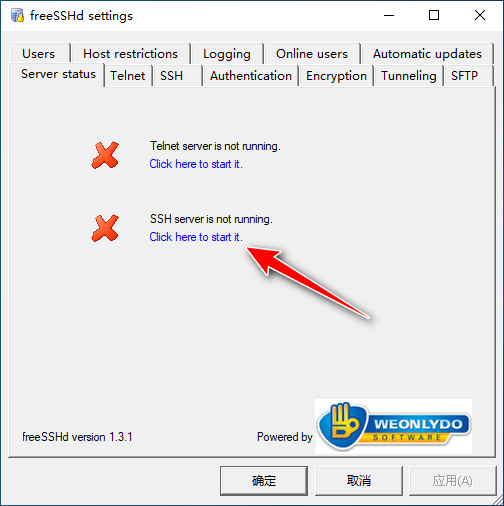 freeSSHd settings
Users Host restrictions Logging Online users Automatic updates
Server status Telnet SSH Authentication Encryption Tunneling SFTP
Telnet server is not running.
Click here to start it.
SSH server is not running.
Click here to start it.
WEONLYDO
SOFTWARE
freeSSHd version 1.3.1 Powered by
确定 取消 应用(A)